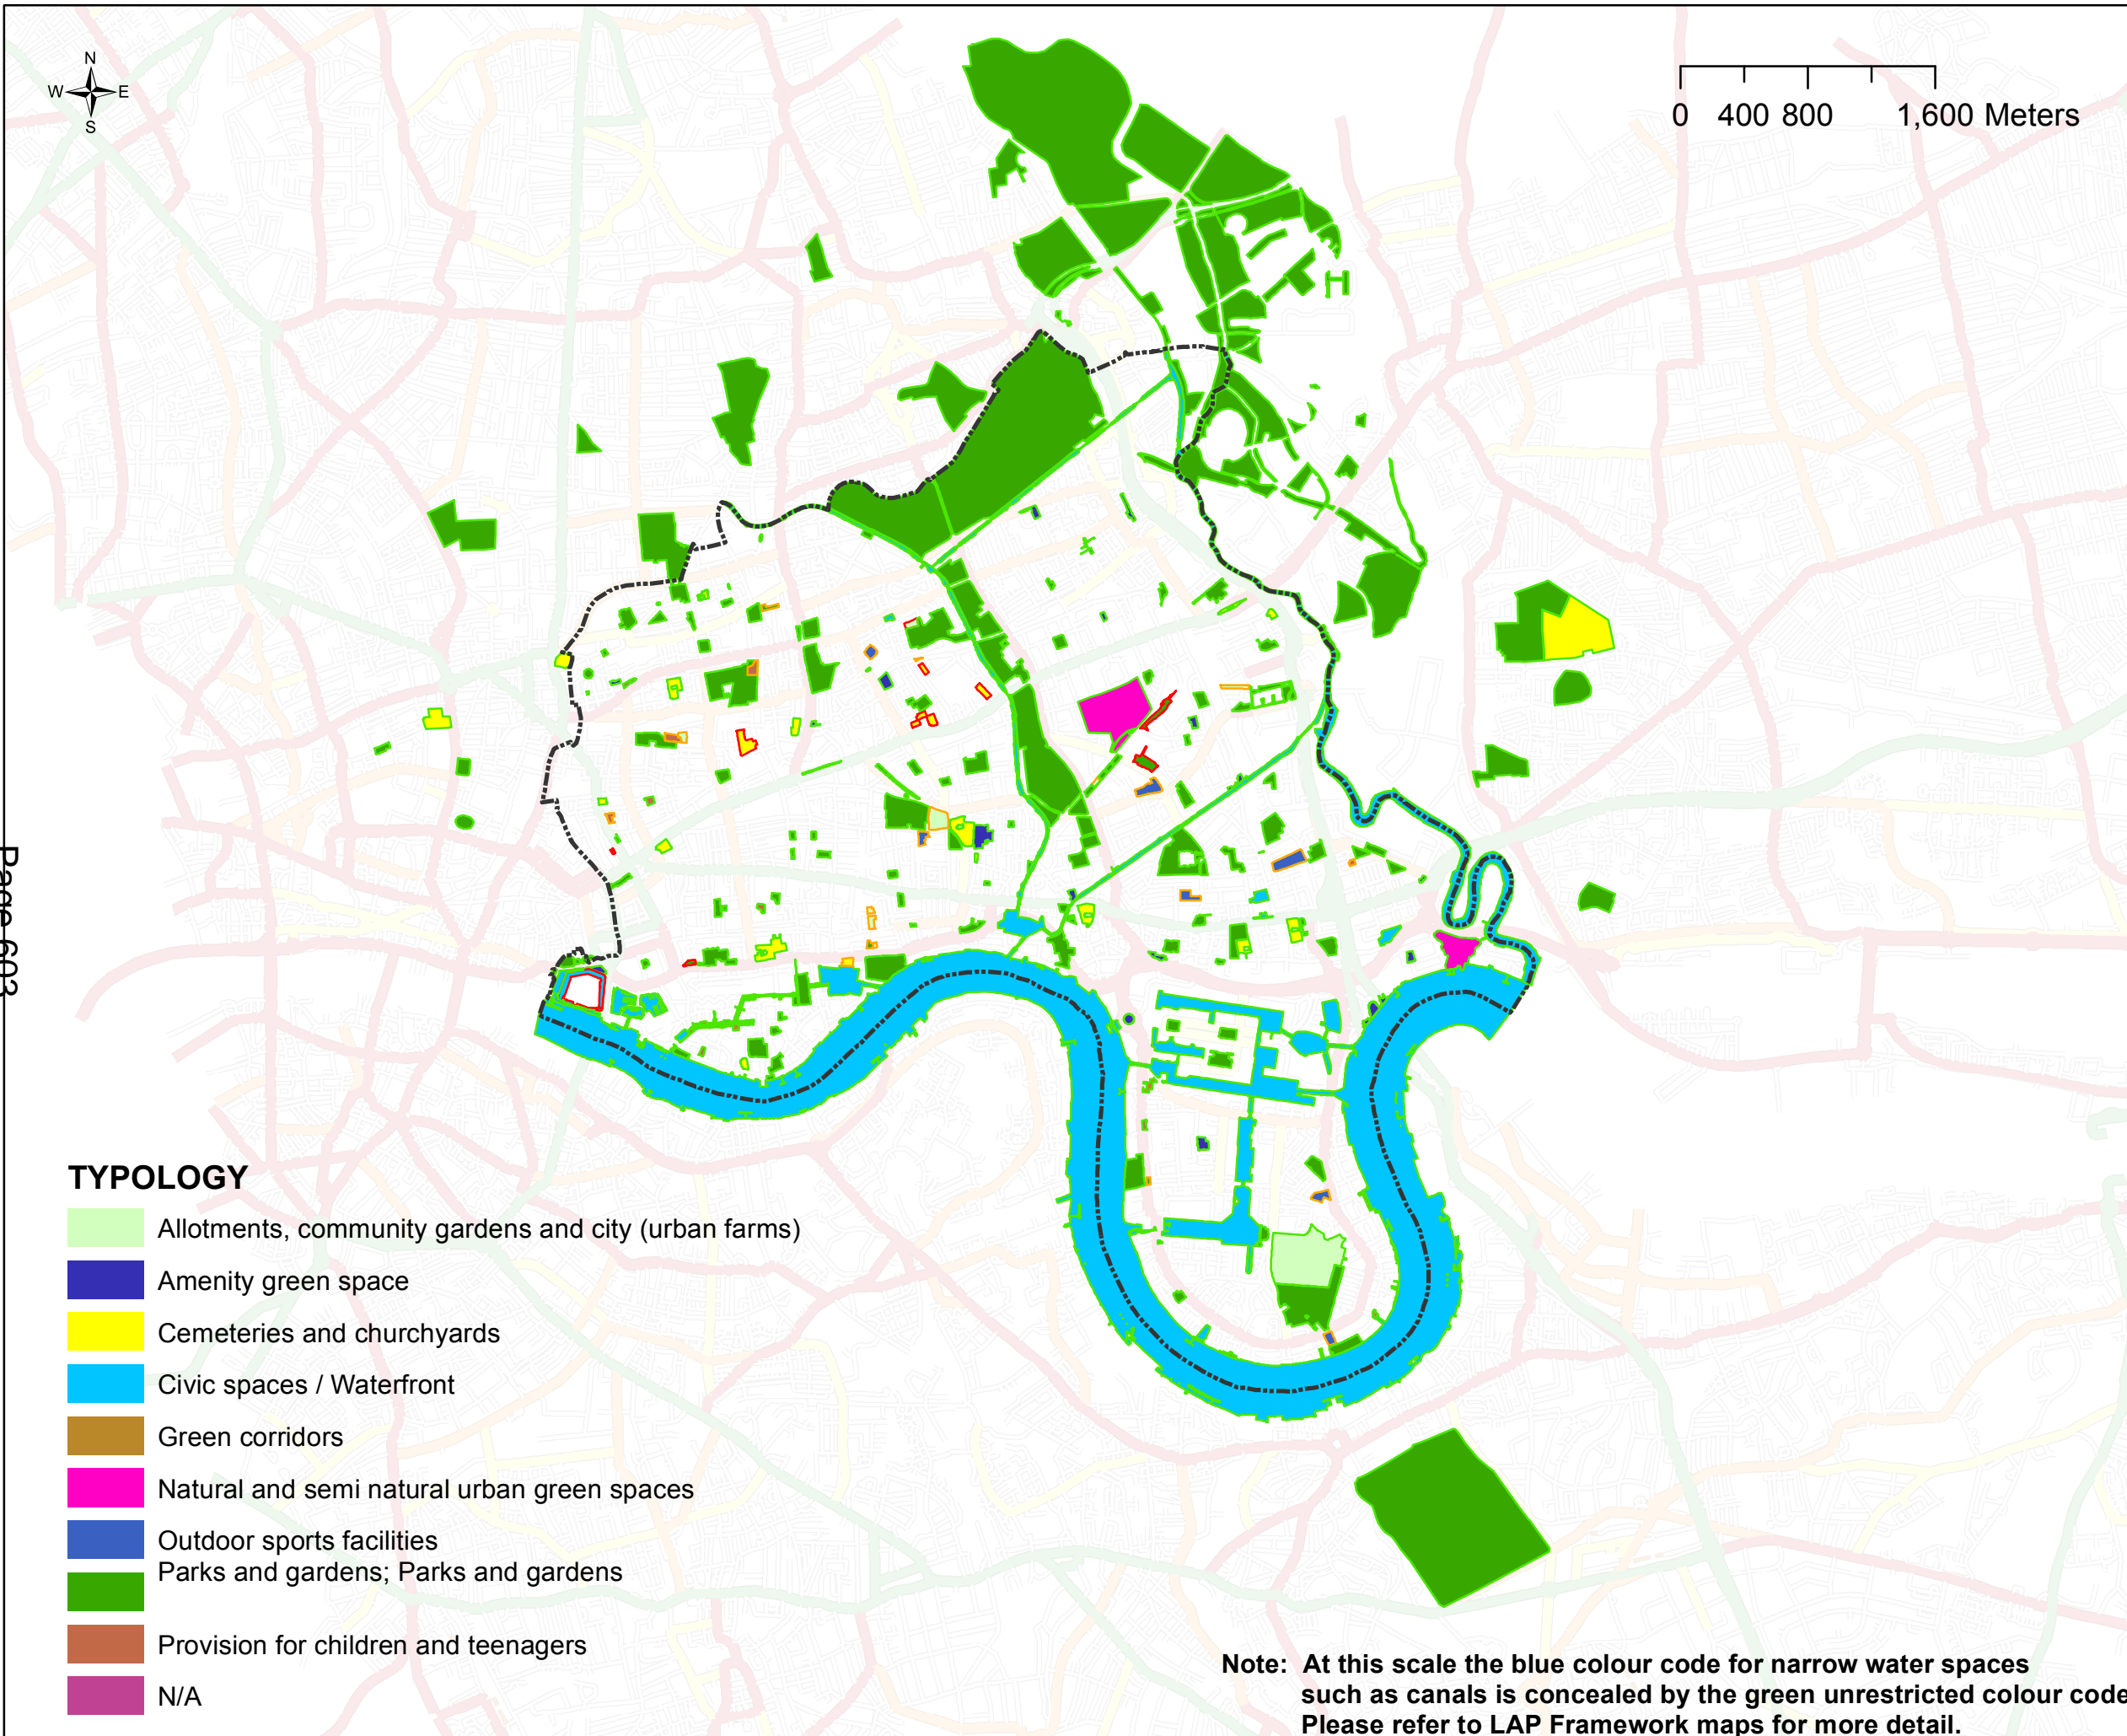 N
W E
S
0 400 800 1,600 Meters
Page 603
TYPOLOGY
Allotments, community gardens and city (urban farms)
Amenity green space
Cemeteries and churchyards
Civic spaces / Waterfront
Green corridors
Natural and semi natural urban green spaces
Outdoor sports facilities
Parks and gardens; Parks and gardens
Provision for children and teenagers
N/A
Note: At this scale the blue colour code for narrow water spaces
such as canals is concealed by the green unrestricted colour code
Please refer to LAP Framework maps for more detail.